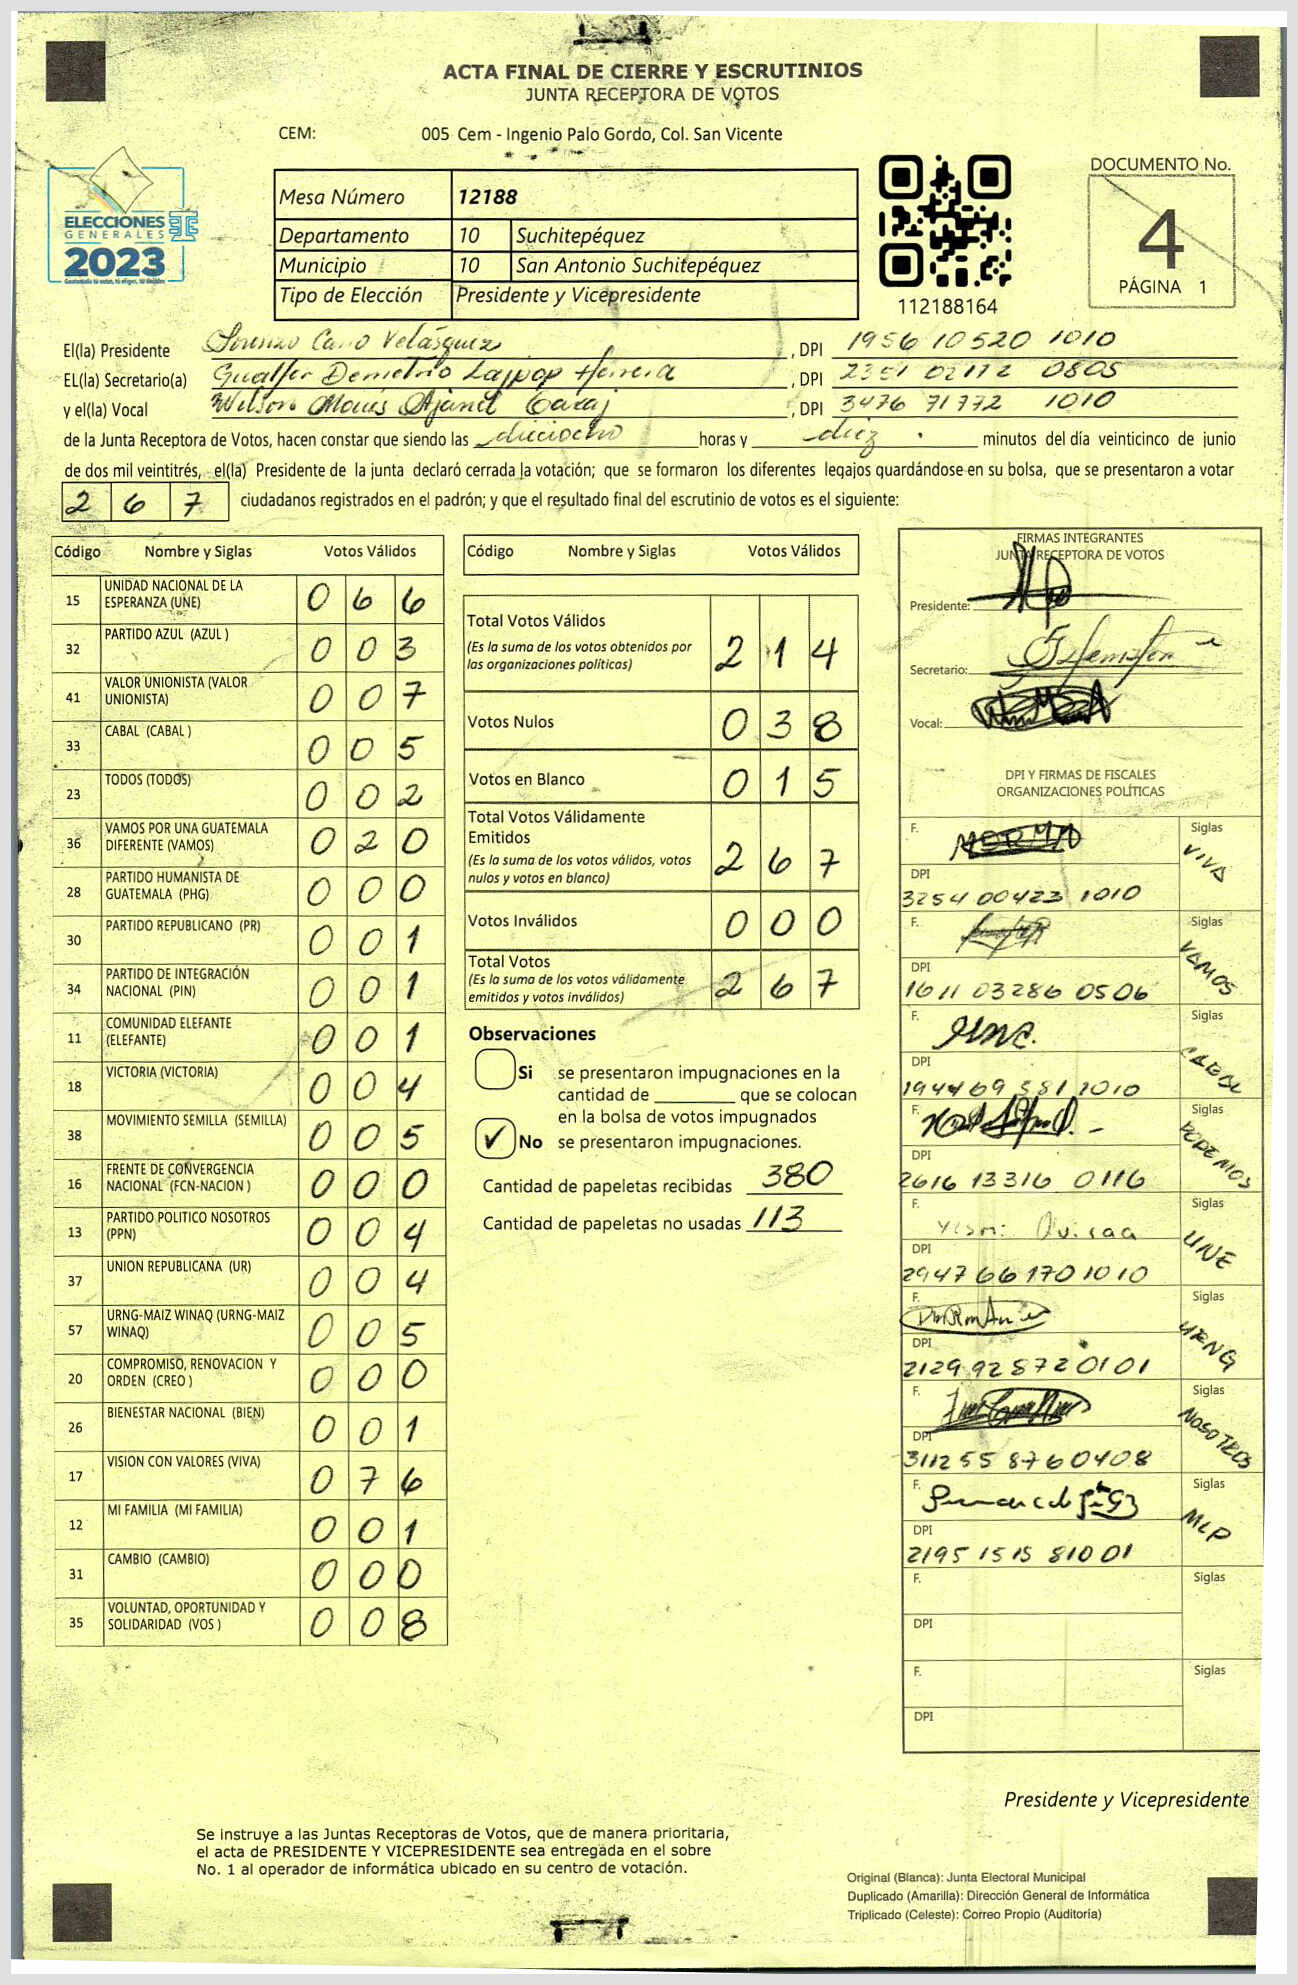 ACTA FINAL DE CIERRE Y ESCRUTINIOS
JUNTA RECEPTORA DE VOTOS
CEM: 005 Cem - Ingenio Palo Gordo, Col. San Vicente
ELECCIONES
GENERALES
2023
Guatemala tú votas, tú eliges, tú decides
Mesa Número 12188
Departamento 10 Suchitepéquez
Municipio 10 San Antonio Suchitepéquez
Tipo de Elección Presidente y Vicepresidente
112188164
DOCUMENTO No.
4
PÁGINA 1
El(la) Presidente Lorenzo Cano Velásquez, DPI 1956 10520 1010
EL(la) Secretario(a) Gualfer Demetrio Lajpop Herrera, DPI 2351 02172 0805
y el(la) Vocal Wilson Ajanel, DPI 3476 71772 1010
de la Junta Receptora de Votos, hacen constar que siendo las dieciocho horas y diez minutos del día veinticinco de junio
de dos mil veintitrés, el(la) Presidente de la junta declaró cerrada la votación; que se formaron los diferentes legajos quardándose en su bolsa, que se presentaron a votar
2 6 7 ciudadanos registrados en el padrón; y que el resultado final del escrutinio de votos es el siguiente:
Código Nombre y Siglas Votos Válidos
15 UNIDAD NACIONAL DE LA ESPERANZA (UNE) 0 6 6
32 PARTIDO AZUL (AZUL ) 0 0 3
41 VALOR UNIONISTA (VALOR UNIONISTA) 0 0 7
33 CABAL (CABAL ) 0 0 5
23 TODOS (TODOS) 0 0 2
36 VAMOS POR UNA GUATEMALA DIFERENTE (VAMOS) 0 2 0
28 PARTIDO HUMANISTA DE GUATEMALA (PHG) 0 0 0
30 PARTIDO REPUBLICANO (PR) 0 0 1
34 PARTIDO DE INTEGRACIÓN NACIONAL (PIN) 0 0 1
11 COMUNIDAD ELEFANTE (ELEFANTE) 0 0 1
18 VICTORIA (VICTORIA) 0 0 4
38 MOVIMIENTO SEMILLA (SEMILLA) 0 0 5
16 FRENTE DE CONVERGENCIA NACIONAL (FCN-NACION ) 0 0 0
13 PARTIDO POLITICO NOSOTROS (PPN) 0 0 4
37 UNION REPUBLICANA (UR) 0 0 4
57 URNG-MAIZ WINAQ (URNG-MAIZ WINAQ) 0 0 5
20 COMPROMISO, RENOVACION Y ORDEN (CREO ) 0 0 0
26 BIENESTAR NACIONAL (BIEN) 0 0 1
17 VISION CON VALORES (VIVA) 0 7 6
12 MI FAMILIA (MI FAMILIA) 0 0 1
31 CAMBIO (CAMBIO) 0 0 0
35 VOLUNTAD, OPORTUNIDAD Y SOLIDARIDAD (VOS ) 0 0 8
Código Nombre y Siglas Votos Válidos
Total Votos Válidos
(Es la suma de los votos obtenidos por
las organizaciones políticas) 2 1 4
Votos Nulos 0 3 8
Votos en Blanco 0 1 5
Total Votos Válidamente
Emitidos
(Es la suma de los votos válidos, votos
nulos y votos en blanco) 2 6 7
Votos Inválidos 0 0 0
Total Votos
(Es la suma de los votos válidamente
emitidos y votos inválidos) 2 6 7
Observaciones
Si se presentaron impugnaciones en la
cantidad de ________ que se colocan
en la bolsa de votos impugnados
✓ No se presentaron impugnaciones.
Cantidad de papeletas recibidas 380
Cantidad de papeletas no usadas 113
FIRMAS INTEGRANTES
JUNTA RECEPTORA DE VOTOS
Presidente:
Secretario:
Vocal:
DPI Y FIRMAS DE FISCALES
ORGANIZACIONES POLÍTICAS
F. Siglas VIVA
DPI 3254 00423 1010
F. Siglas VAMOS
DPI 1611 03286 0506
F. Siglas CABAL
DPI 1944 69 581 1010
F. Siglas PODEMOS
DPI 2616 13316 0116
F. Siglas UNE
DPI 2947 66 170 1010
F. Siglas URNG
DPI 2129 92 872 0101
F. Siglas NOSOTROS
DPI 3112 55 876 0408
F. Siglas MLP
DPI 2195 1515 81001
F. Siglas
DPI
F. Siglas
DPI
Presidente y Vicepresidente
Se instruye a las Juntas Receptoras de Votos, que de manera prioritaria,
el acta de PRESIDENTE Y VICEPRESIDENTE sea entregada en el sobre
No. 1 al operador de informática ubicado en su centro de votación.
Original (Blanca): Junta Electoral Municipal
Duplicado (Amarilla): Dirección General de Informática
Triplicado (Celeste): Correo Propio (Auditoría)